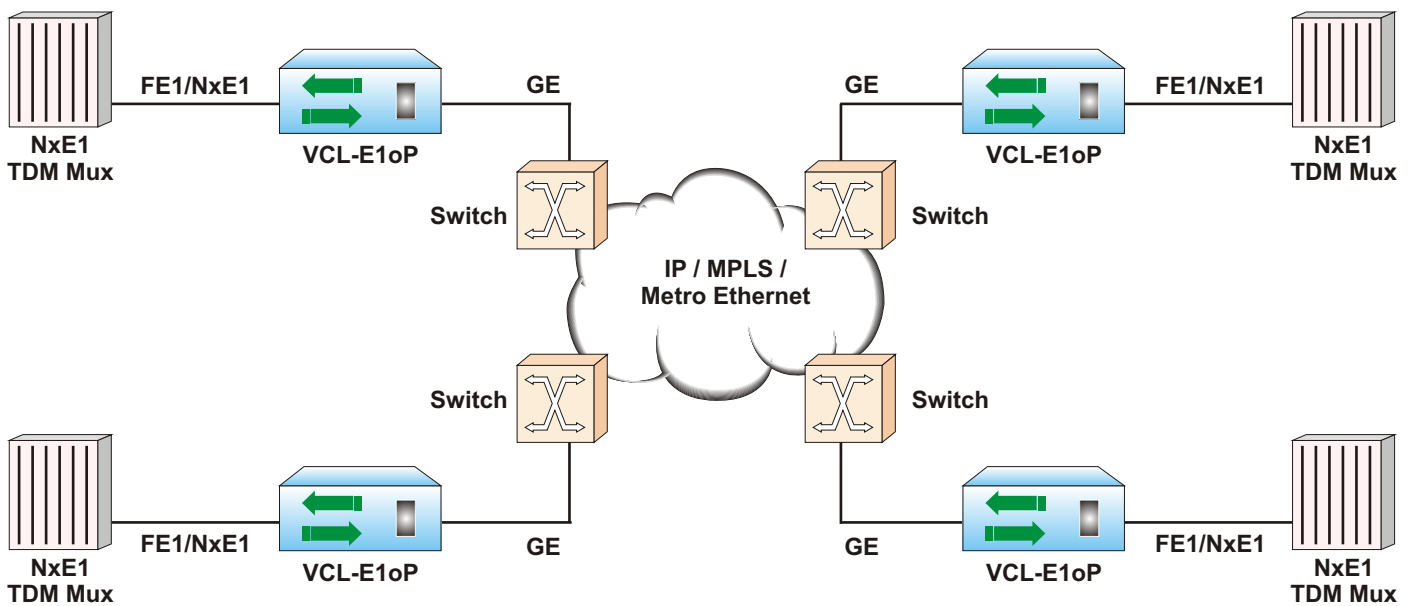 FE1/NxE1
GE
GE
FE1/NxE1
NxE1
TDM Mux
VCL-E1oP
VCL-E1oP
NxE1
TDM Mux
Switch
Switch
IP / MPLS /
Metro Ethernet
Switch
Switch
FE1/NxE1
GE
GE
FE1/NxE1
NxE1
TDM Mux
VCL-E1oP
VCL-E1oP
NxE1
TDM Mux